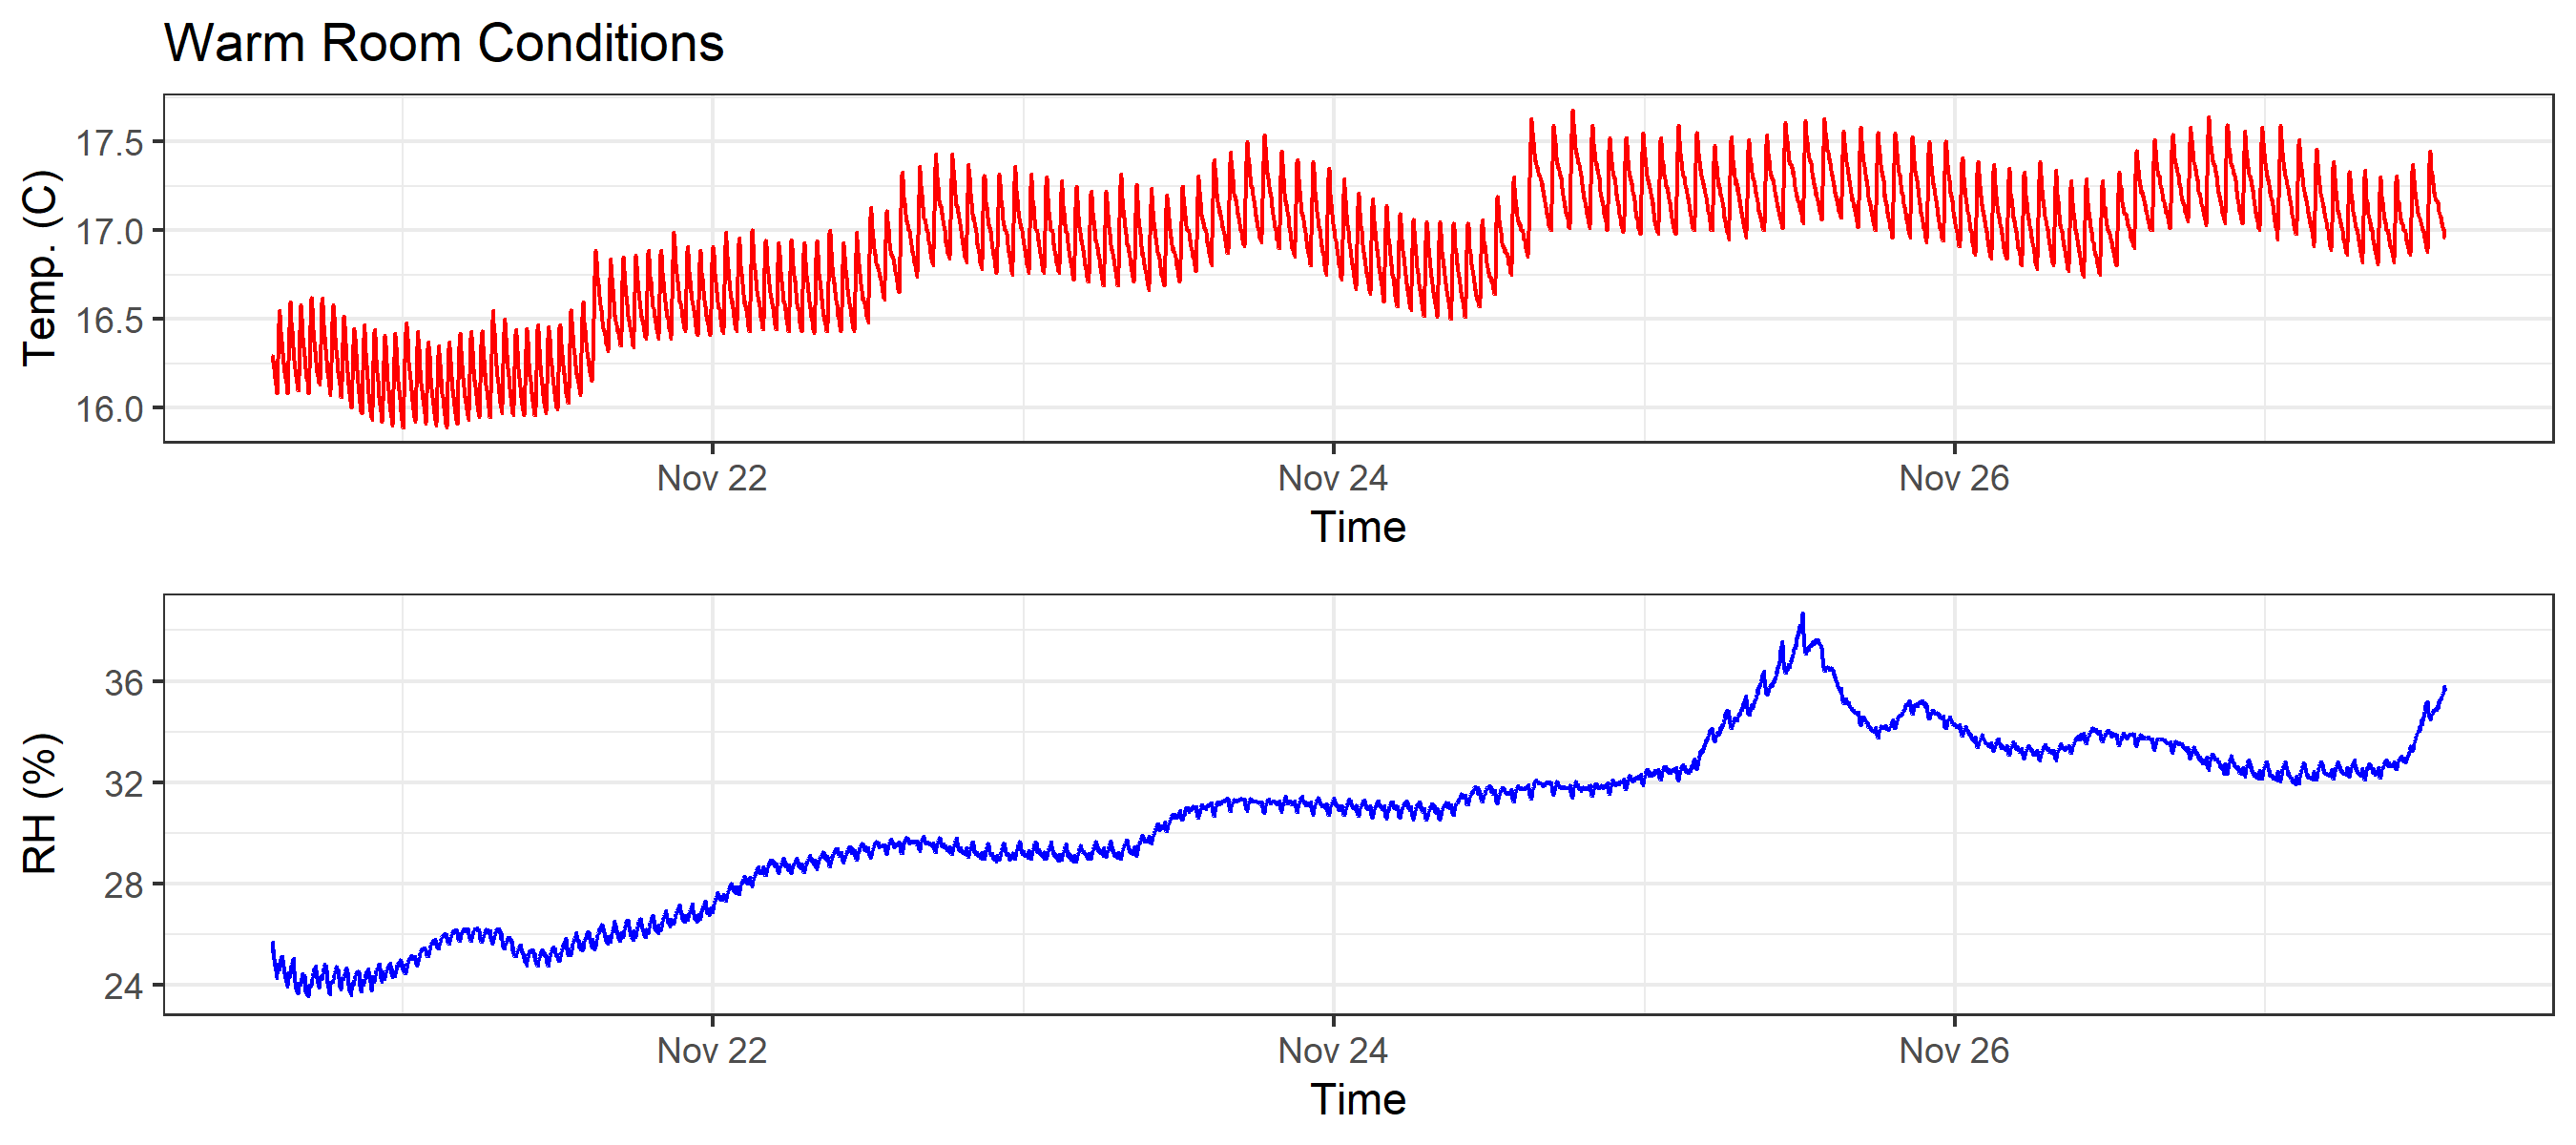 Warm Room Conditions
Temp. (C)
17.5
17.0
16.5
16.0
Nov 22 Nov 24 Nov 26
Time
RH (%)
36
32
28
24
Nov 22 Nov 24 Nov 26
Time